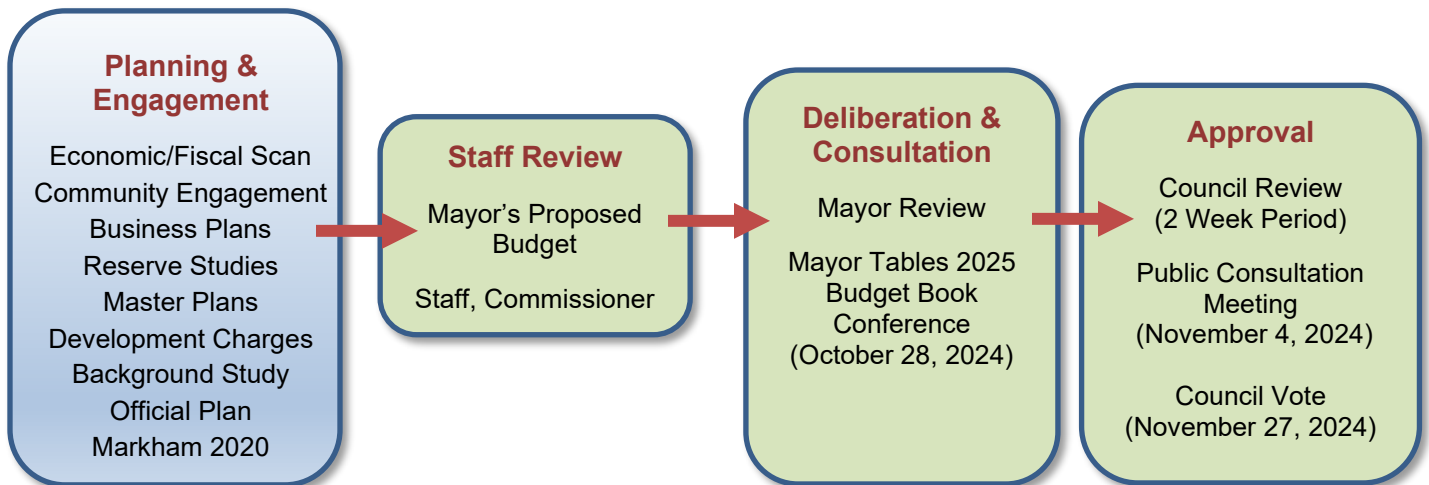 Planning &
Engagement
Economic/Fiscal Scan
Community Engagement
Business Plans
Reserve Studies
Master Plans
Development Charges
Background Study
Official Plan
Markham 2020
Staff Review
Mayor’s Proposed
Budget
Staff, Commissioner
Deliberation &
Consultation
Mayor Review
Mayor Tables 2025
Budget Book
Conference
(October 28, 2024)
Approval
Council Review
(2 Week Period)
Public Consultation
Meeting
(November 4, 2024)
Council Vote
(November 27, 2024)